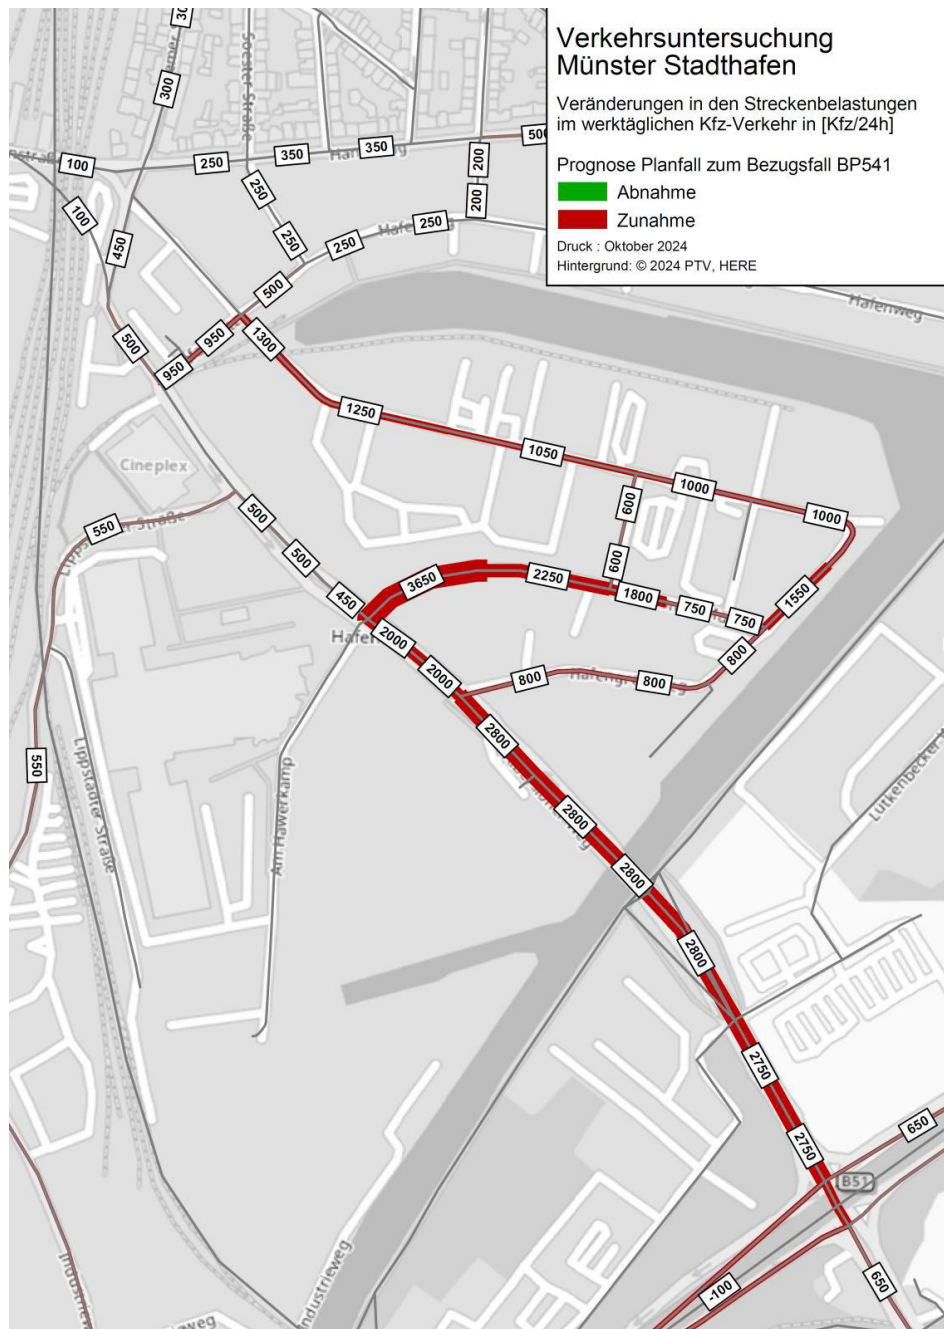 Verkehrsuntersuchung
Münster Stadthafen
Veränderungen in den Streckenbelastungen
im werktäglichen Kfz-Verkehr in [Kfz/24h]
Prognose Planfall zum Bezugsfall BP541
Abnahme
Zunahme
Druck : Oktober 2024
Hintergrund: © 2024 PTV, HERE
300
Soester Straße
500
350
350
250
100
200
250
200
100
250
250
250
450
Hafenweg
500
950
1300
500
950
1250
1050
Cineplex
1000
600
500
1000
550
Lippstädter Straße
500
600
3650
2250
1800
1550
450
750
750
2000
800
2000
800
800
2800
550
Lippstädter Straße
Am Hawerkamp
2800
2800
2800
2750
2750
650
B51
-100
650
Industrieweg